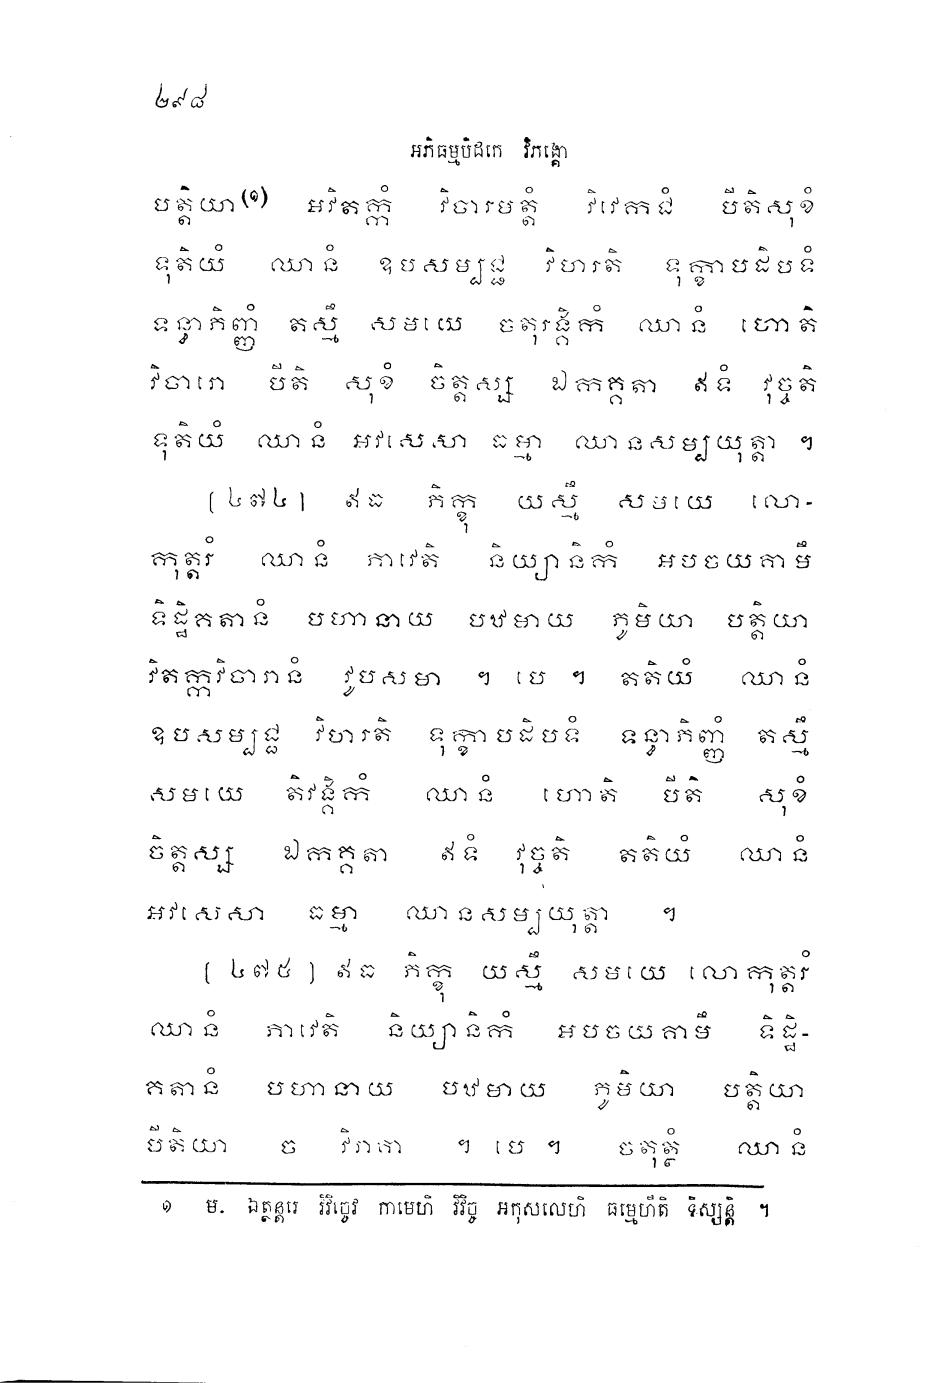 ២៩៨
អភិធម្មបិដកេ វិភង្គោ
បត្តិយា(១) អវិតក្កំ វិចារមត្តំ វិវេកជំ បីតិសុខំ
ទុតិយំ ឈានំ ឧបសម្បជ្ជ វិហរតិ ទុក្ខាបដិបទំ
ទន្ធាភិញ្ញំ តស្មឹ សមយេ ចតុរង្គិកំ ឈានំ ហោតិ
វិចារោ បីតិ សុខំ ចិត្តស្ស ឯកគ្គតា ឥទំ វុច្ចតិ
ទុតិយំ ឈានំ អវសេសា ធម្មា ឈានសម្បយុត្តា ។
[៤៧៤] ឥធ ភិក្ខុ យស្មឹ សមយេ លោ-
កុត្តរំ ឈានំ ភាវេតិ និយ្យានិកំ អបចយគាមឹ
ទិដ្ឋិគតានំ បហានាយ បឋមាយ ភូមិយា បត្តិយា
វិតក្កវិចារានំ វូបសមា ។ បេ ។ តតិយំ ឈានំ
ឧបសម្បជ្ជ វិហរតិ ទុក្ខាបដិបទំ ទន្ធាភិញ្ញំ តស្មឹ
សមយេ តិវង្គិកំ ឈានំ ហោតិ បីតិ សុខំ
ចិត្តស្ស ឯកគ្គតា ឥទំ វុច្ចតិ តតិយំ ឈានំ
អវសេសា ធម្មា ឈានសម្បយុត្តា ។
[៤៧៥] ឥធ ភិក្ខុ យស្មឹ សមយេ លោកុត្តរំ
ឈានំ ភាវេតិ និយ្យានិកំ អបចយគាមឹ ទិដ្ឋិ-
គតានំ បហានាយ បឋមាយ ភូមិយា បត្តិយា
បីតិយា ច វិរាគា ។ បេ ។ ចតុត្ថំ ឈានំ
១ ម. ឯត្ថន្តរេ វិវិច្ចេវ កាមេហិ វិវិច្ច អកុសលេហិ ធម្មេហីតិ ទិស្សន្តិ ។